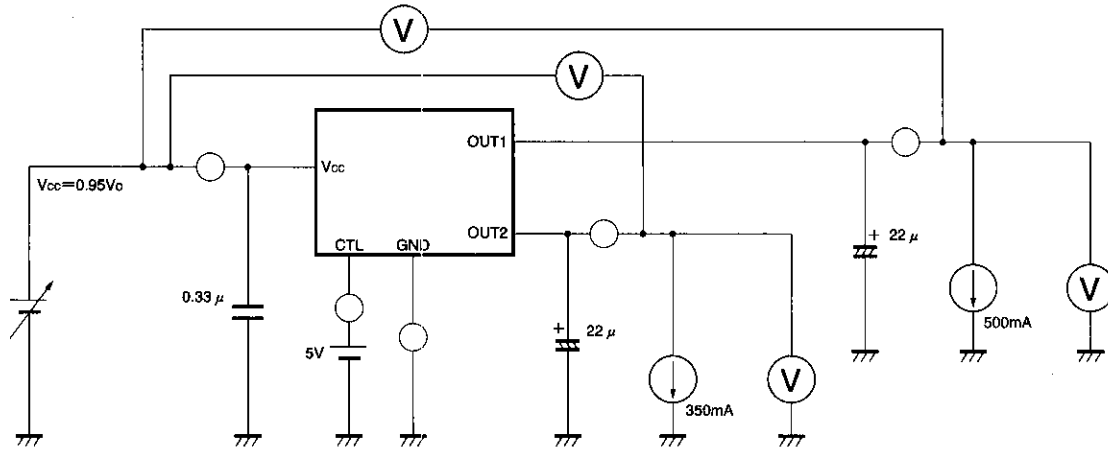 V
V
OUT1
Vcc
Vcc=0.95Vo
OUT2
CTL
GND
+
22 μ
0.33 μ
+
22 μ
5V
V
500mA
V
350mA